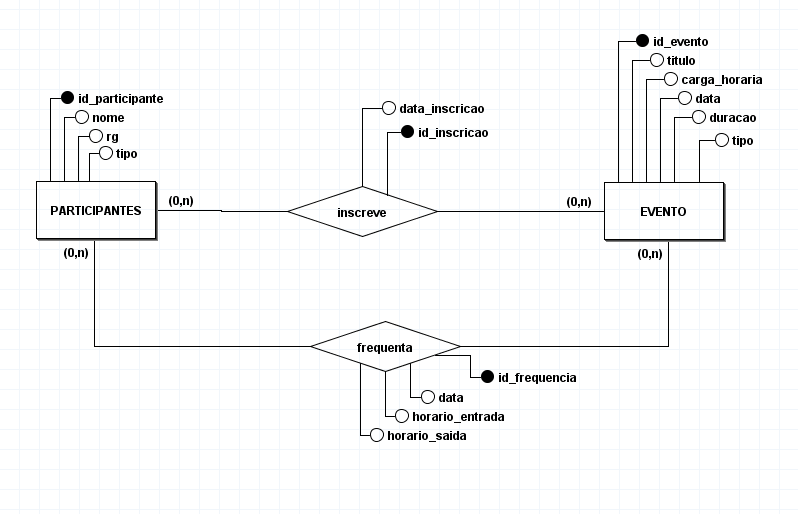 id_participante
nome
rg
tipo
PARTICIPANTES
(0,n)
(0,n)
data_inscricao
id_inscricao
inscreve
(0,n)
id_evento
titulo
carga_horaria
data
duracao
tipo
EVENTO
(0,n)
frequenta
id_frequencia
data
horario_entrada
horario_saida